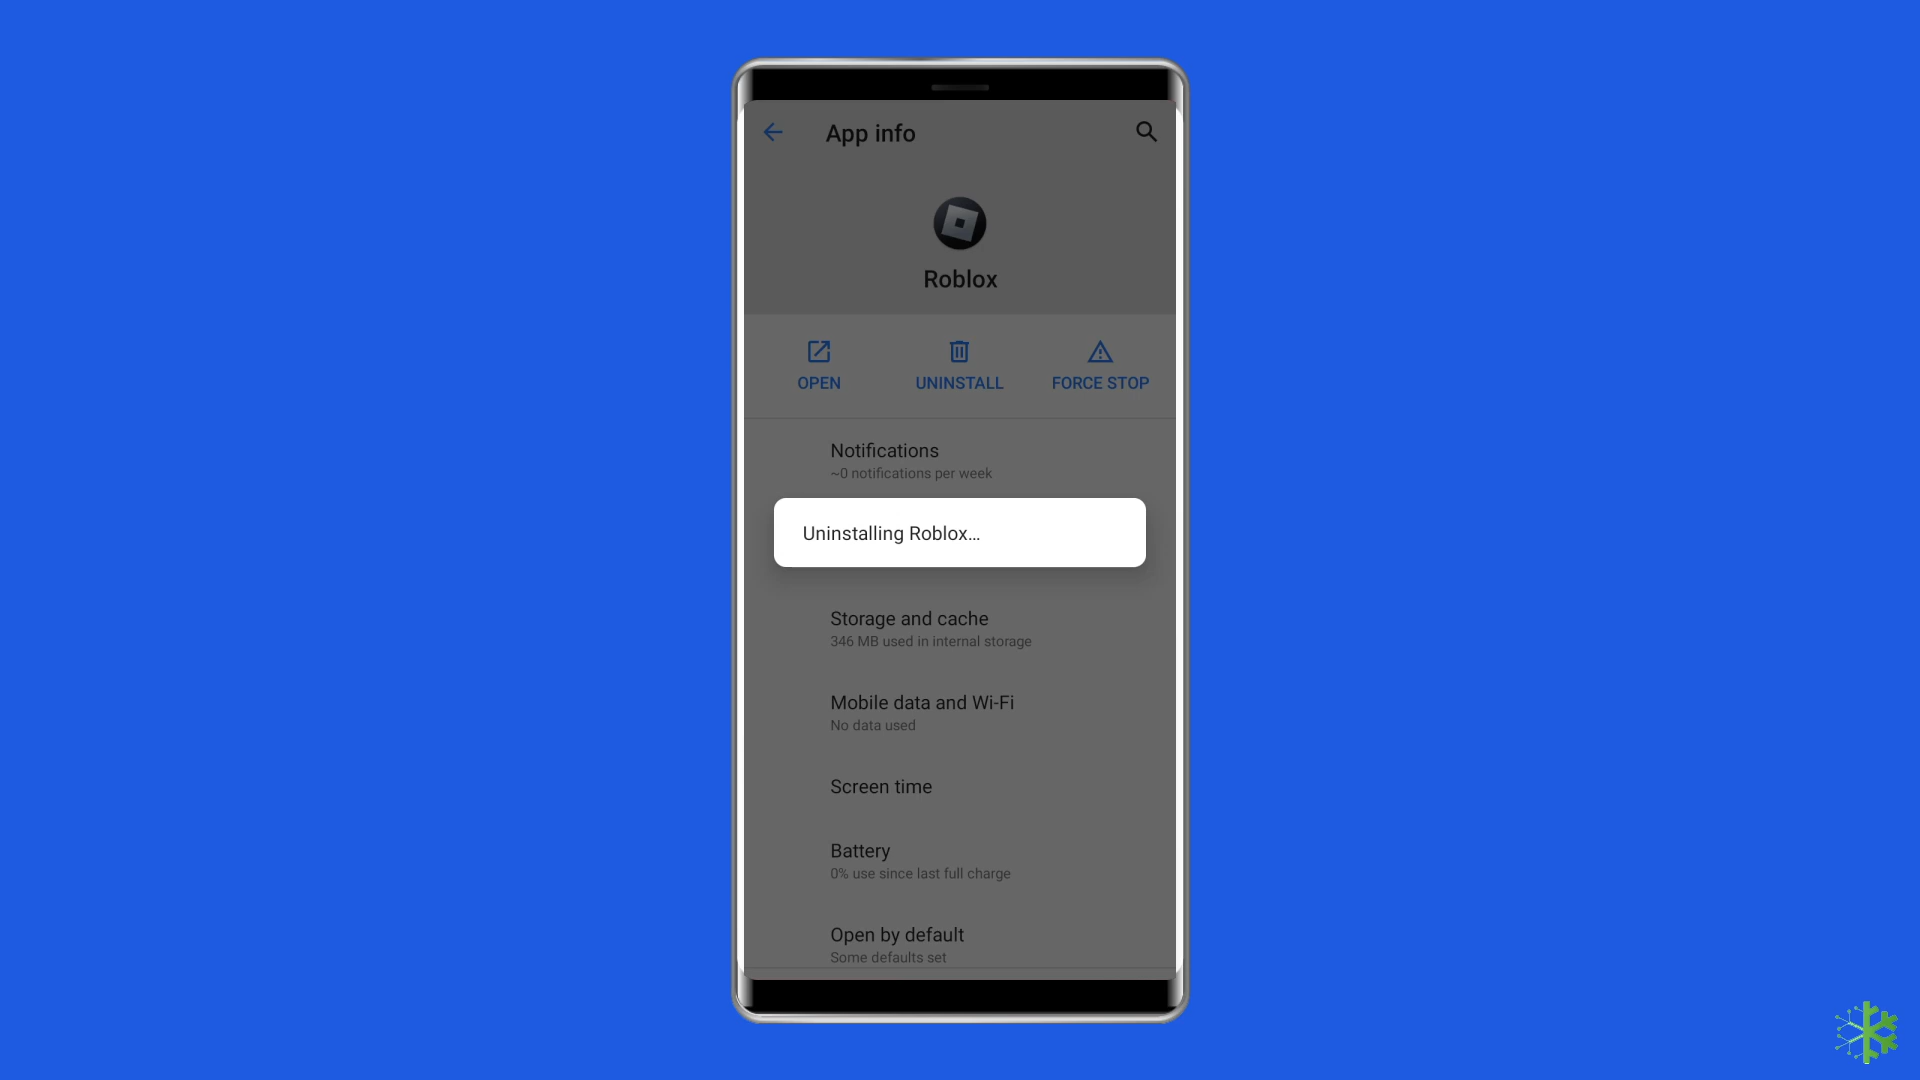 App info
Roblox
OPEN
UNINSTALL
FORCE STOP
Notifications
~0 notifications per week
Uninstalling Roblox…
Storage and cache
346 MB used in internal storage
Mobile data and Wi-Fi
No data used
Screen time
Battery
0% use since last full charge
Open by default
Some defaults set